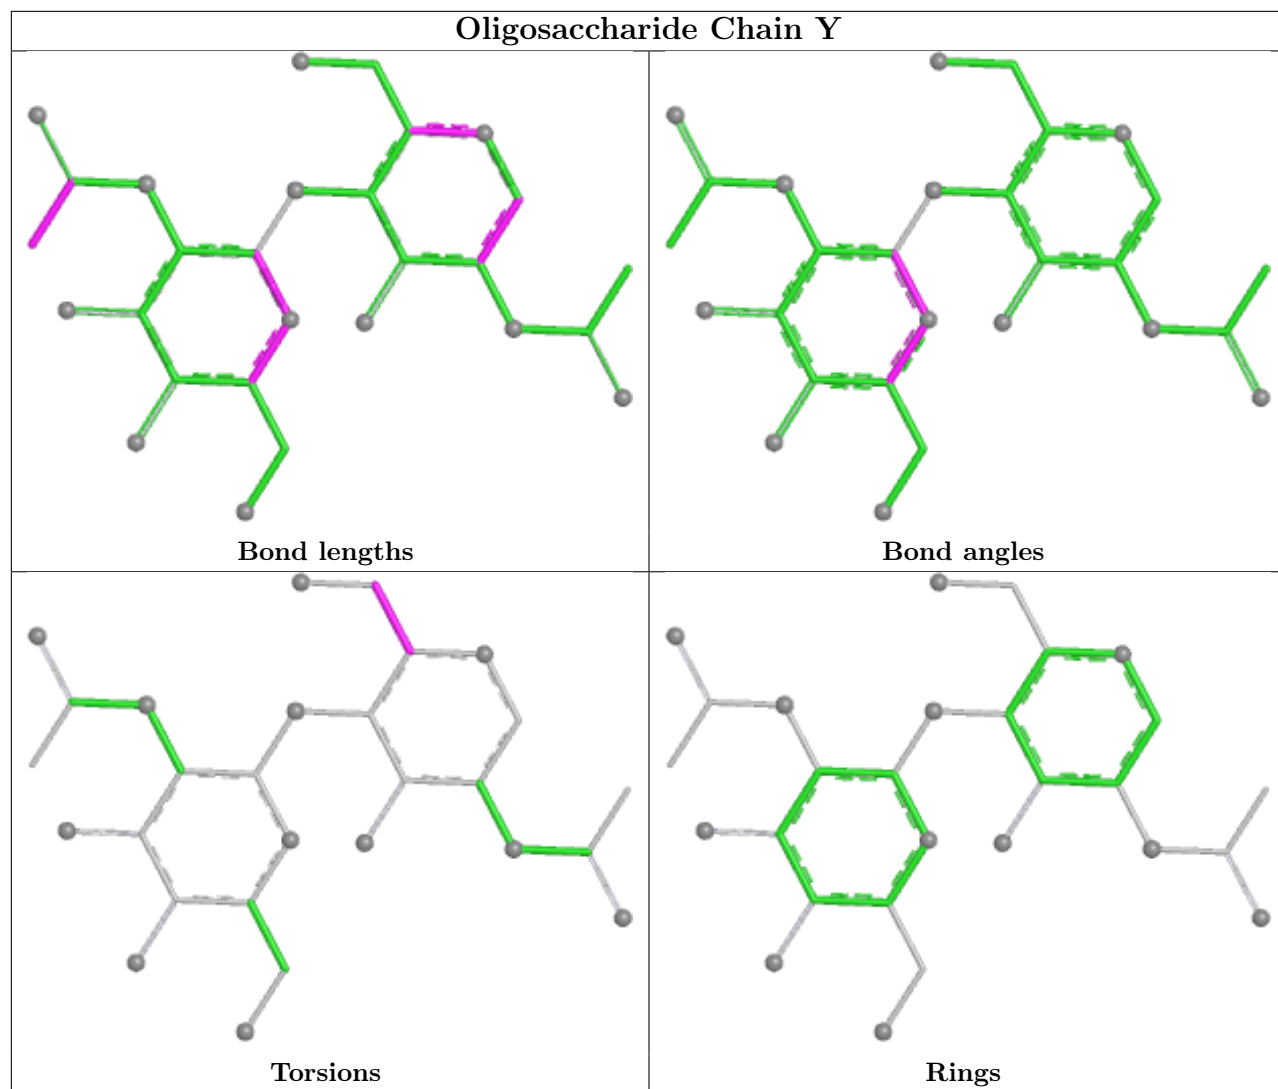 Oligosaccharide Chain Y
Bond lengths
Bond angles
Torsions
Rings